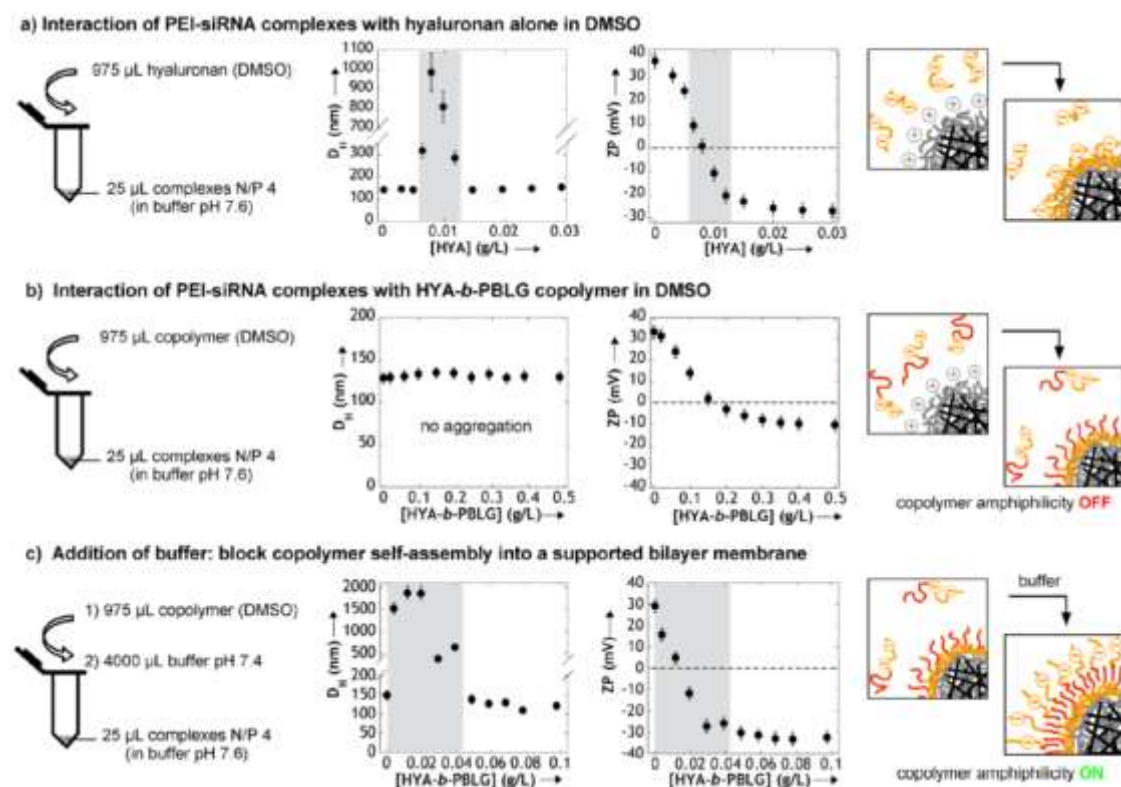 a) Interaction of PEI-siRNA complexes with hyaluronan alone in DMSO
975 µL hyaluronan (DMSO)
25 µL complexes N/P 4
(in buffer pH 7.6)
D_H (nm)
1100
1000
900
800
700
600
300
200
100
0 0.01 0.02 0.03
[HYA] (g/L)
ZP (mV)
40
30
20
10
0
-10
-20
-30
0 0.01 0.02 0.03
[HYA] (g/L)
b) Interaction of PEI-siRNA complexes with HYA-b-PBLG copolymer in DMSO
975 µL copolymer (DMSO)
25 µL complexes N/P 4
(in buffer pH 7.6)
D_H (nm)
200
150
100
50
0
no aggregation
0 0.1 0.2 0.3 0.4 0.5
[HYA-b-PBLG] (g/L)
ZP (mV)
40
30
20
10
0
-10
-20
-30
-40
0 0.1 0.2 0.3 0.4 0.5
[HYA-b-PBLG] (g/L)
copolymer amphiphilicity OFF
c) Addition of buffer: block copolymer self-assembly into a supported bilayer membrane
1) 975 µL copolymer (DMSO)
2) 4000 µL buffer pH 7.4
25 µL complexes N/P 4
(in buffer pH 7.6)
D_H (nm)
2000
1500
1000
500
200
150
100
50
0
0 0.02 0.04 0.06 0.08 0.1
[HYA-b-PBLG] (g/L)
ZP (mV)
40
30
20
10
0
-10
-20
-30
-40
0 0.02 0.04 0.06 0.08 0.1
[HYA-b-PBLG] (g/L)
buffer
copolymer amphiphilicity ON